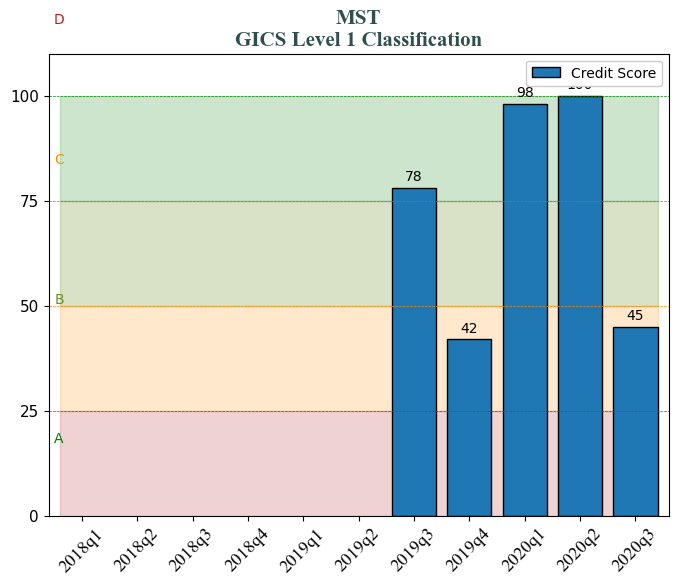 D
MST
GICS Level 1 Classification
Credit Score
100
98
100
C
78
75
B
50
45
42
25
A
0
2018q1
2018q2
2018q3
2018q4
2019q1
2019q2
2019q3
2019q4
2020q1
2020q2
2020q3